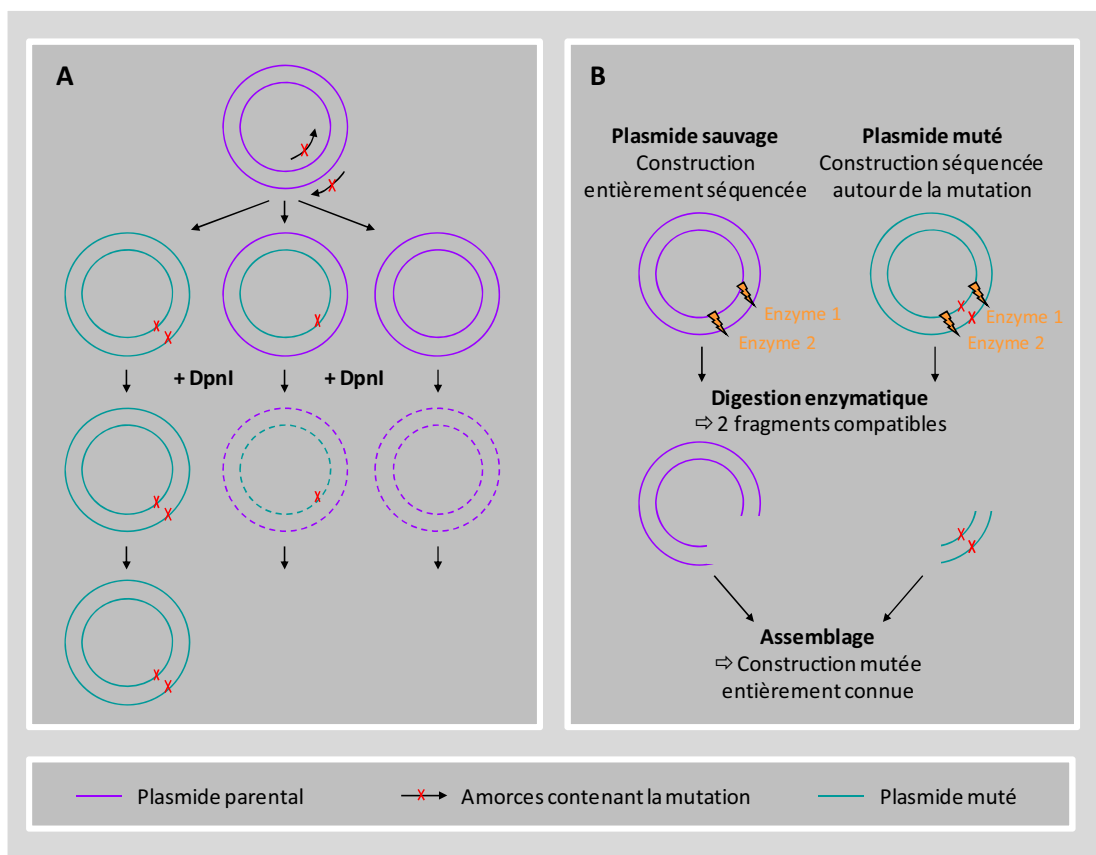 A
+ DpnI
+ DpnI
B
Plasmide sauvage
Construction
entièrement séquencée
Plasmide muté
Construction séquencée
autour de la mutation
Enzyme 1
Enzyme 2
Enzyme 1
Enzyme 2
Digestion enzymatique
⇨ 2 fragments compatibles
Assemblage
⇨ Construction mutée
entièrement connue
Plasmide parental
Amorces contenant la mutation
Plasmide muté